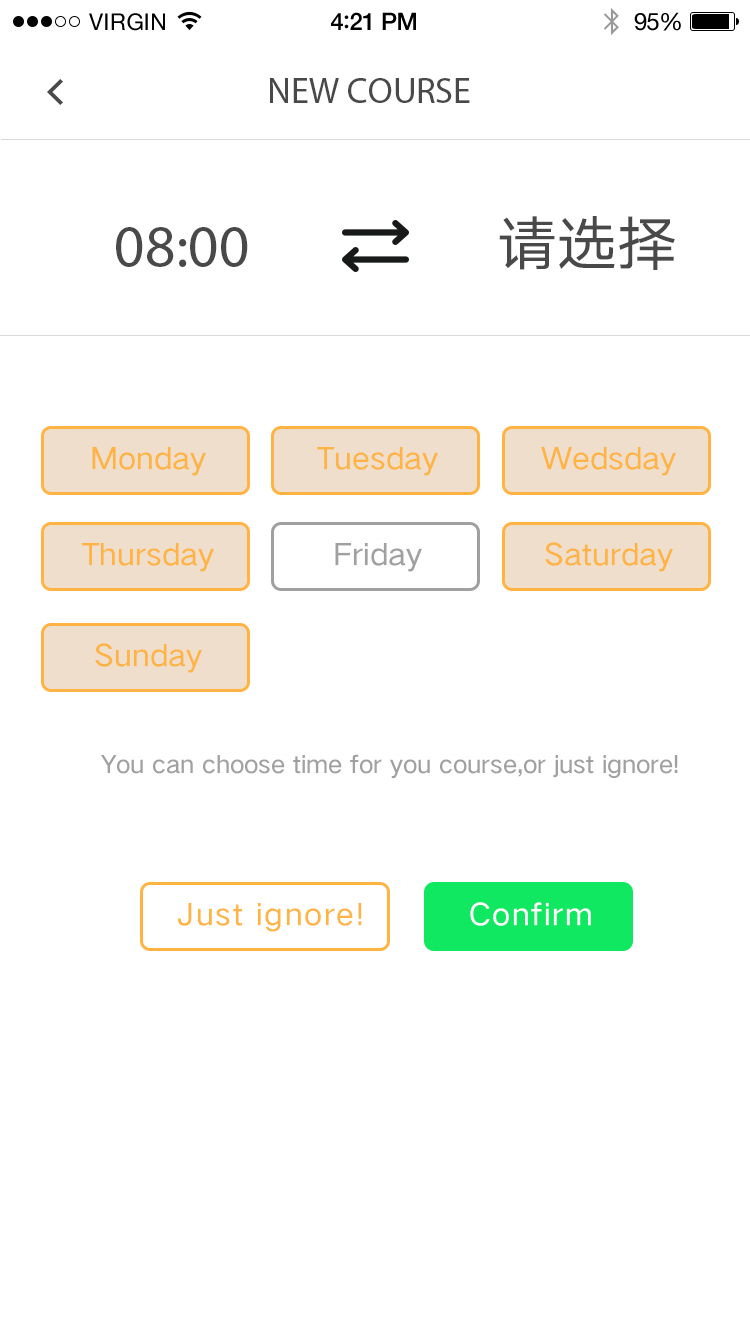 VIRGIN 4:21 PM 95%
NEW COURSE
08:00 请选择
Monday Tuesday Wedsday
Thursday Friday Saturday
Sunday
You can choose time for you course,or just ignore!
Just ignore! Confirm